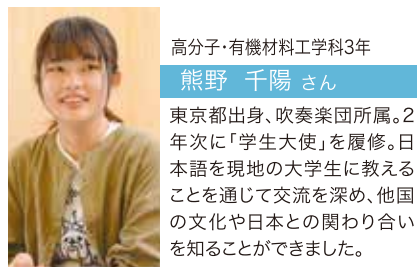 高分子・有機材料工学科3年
熊野 千陽 さん
東京都出身、吹奏楽団所属。2
年次に「学生大使」を履修。日
本語を現地の大学生に教える
ことを通じて交流を深め、他国
の文化や日本との関わり合い
を知ることができました。